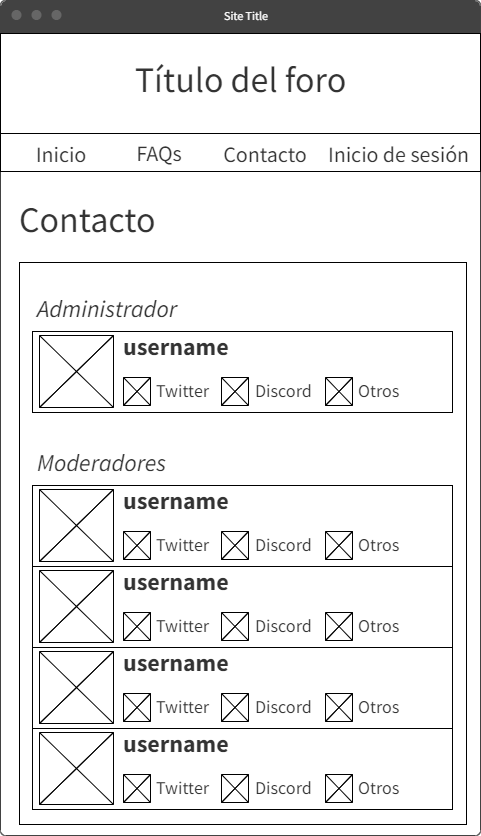 Site Title
Título del foro
Inicio FAQs Contacto Inicio de sesión
Contacto
Administrador
username
Twitter Discord Otros
Moderadores
username
Twitter Discord Otros
username
Twitter Discord Otros
username
Twitter Discord Otros
username
Twitter Discord Otros